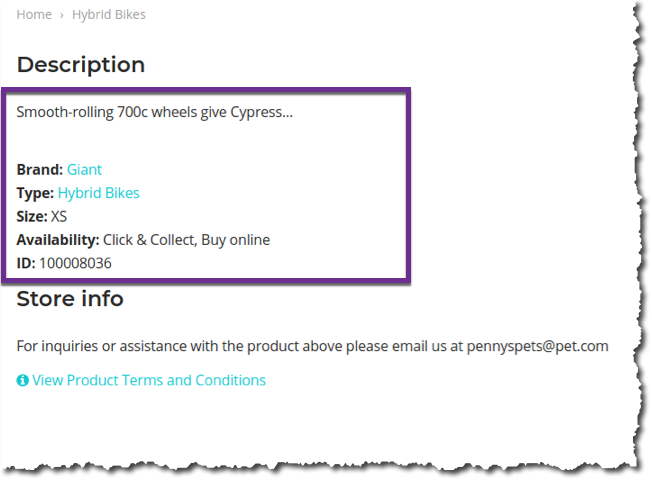 Home › Hybrid Bikes
Description
Smooth-rolling 700c wheels give Cypress...
Brand: Giant
Type: Hybrid Bikes
Size: XS
Availability: Click & Collect, Buy online
ID: 100008036
Store info
For inquiries or assistance with the product above please email us at pennyspets@pet.com
View Product Terms and Conditions